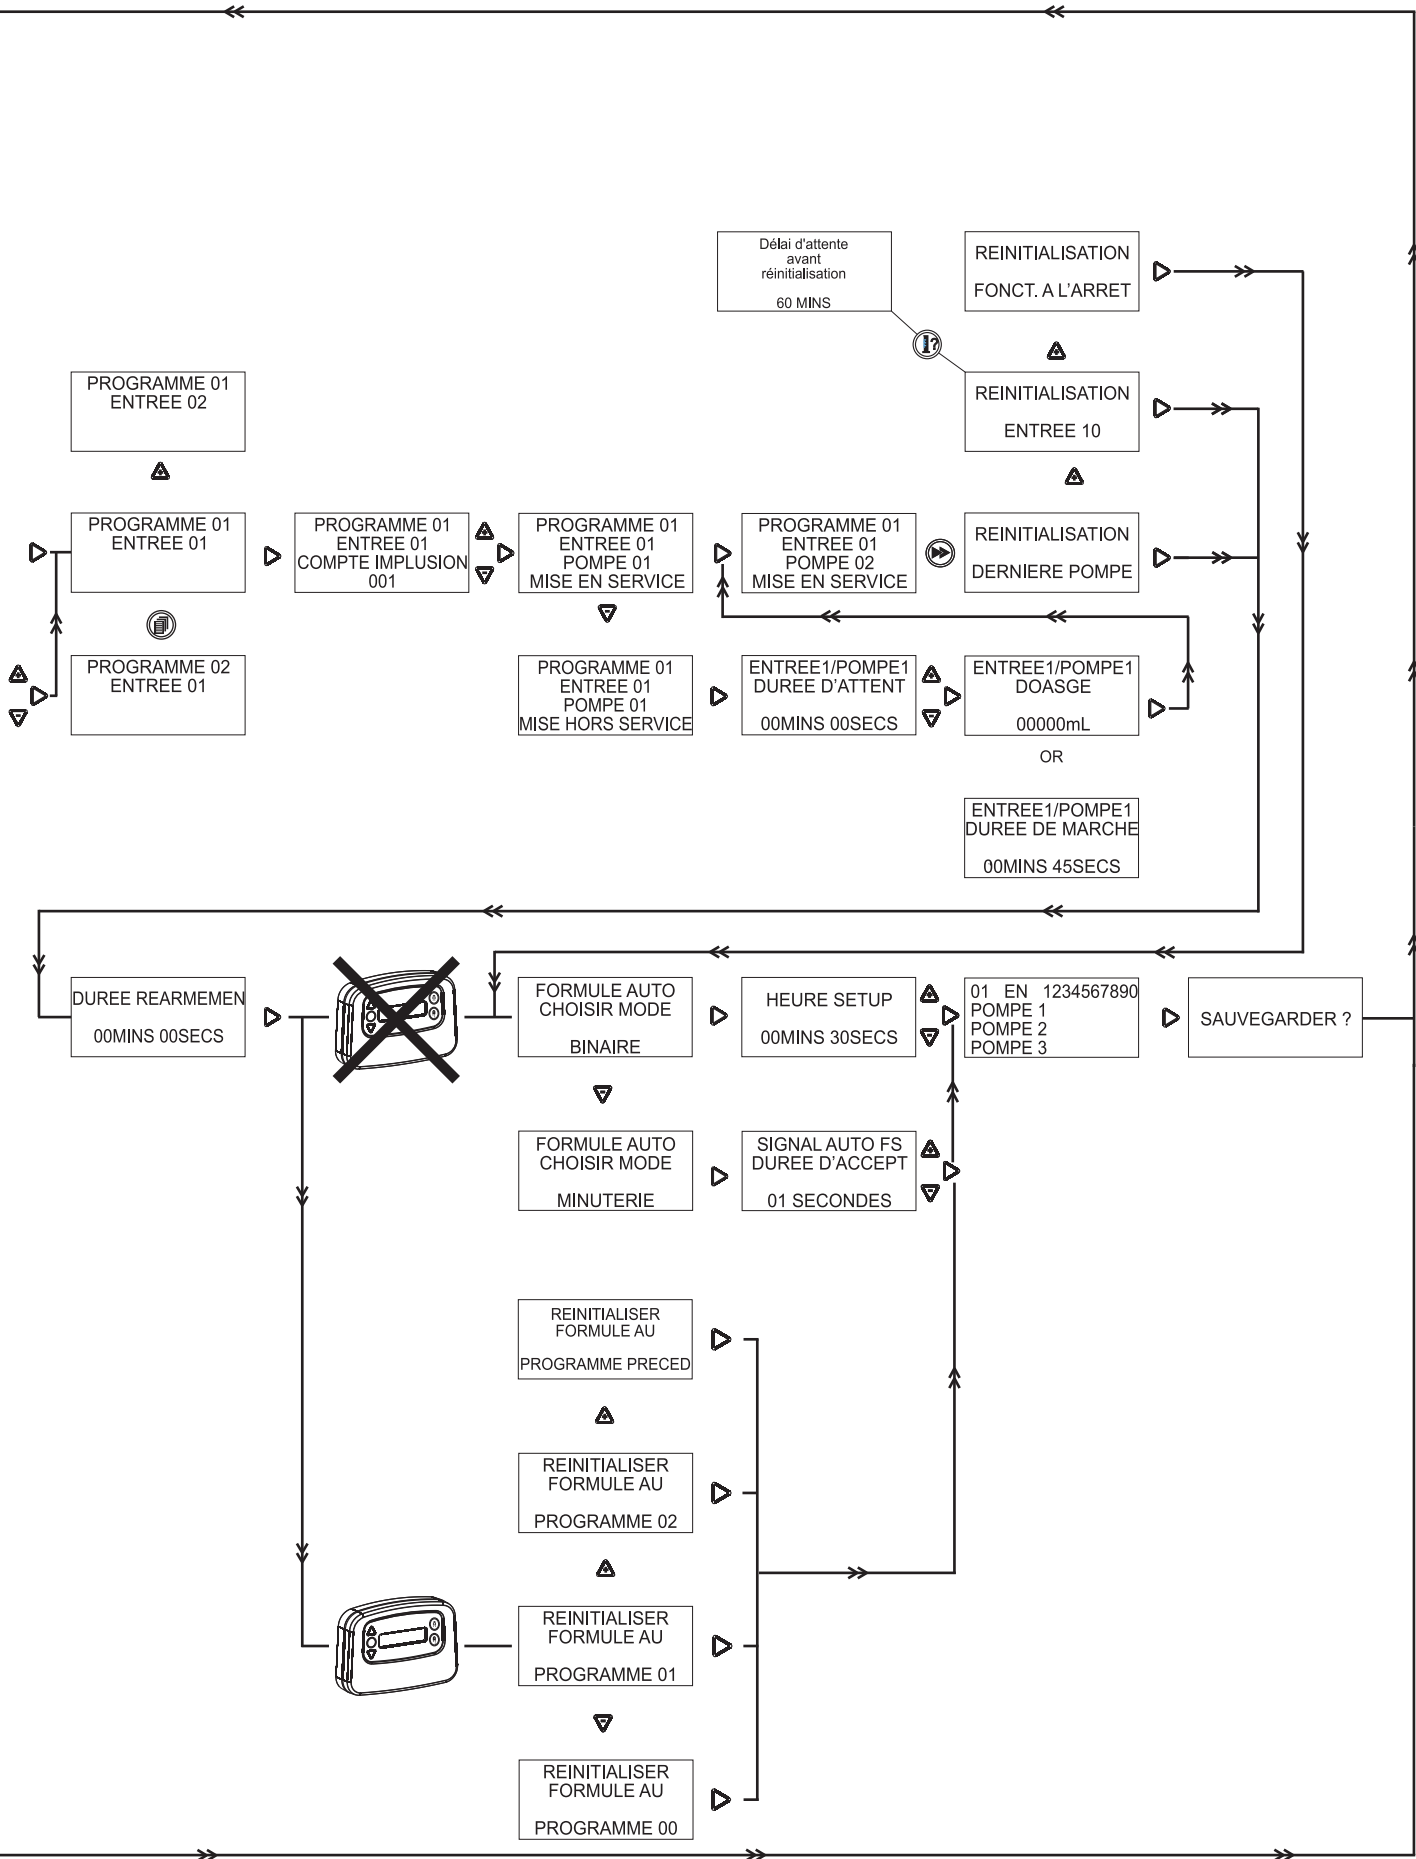 Délai d'attente
avant
réinitialisation
60 MINS
REINITIALISATION
FONCT. A L'ARRET
REINITIALISATION
ENTREE 10
PROGRAMME 01
ENTREE 02
PROGRAMME 01
ENTREE 01
PROGRAMME 01
ENTREE 01
COMPTE IMPLUSION
001
PROGRAMME 01
ENTREE 01
POMPE 01
MISE EN SERVICE
PROGRAMME 01
ENTREE 01
POMPE 02
MISE EN SERVICE
REINITIALISATION
DERNIERE POMPE
PROGRAMME 02
ENTREE 01
PROGRAMME 01
ENTREE 01
POMPE 01
MISE HORS SERVICE
ENTREE1/POMPE1
DUREE D'ATTENT
00MINS 00SECS
ENTREE1/POMPE1
DOASGE
00000mL
OR
ENTREE1/POMPE1
DUREE DE MARCHE
00MINS 45SECS
DUREE REARMEMEN
00MINS 00SECS
FORMULE AUTO
CHOISIR MODE
BINAIRE
HEURE SETUP
00MINS 30SECS
01 EN 1234567890
POMPE 1
POMPE 2
POMPE 3
SAUVEGARDER ?
FORMULE AUTO
CHOISIR MODE
MINUTERIE
SIGNAL AUTO FS
DUREE D'ACCEPT
01 SECONDES
REINITIALISER
FORMULE AU
PROGRAMME PRECED
REINITIALISER
FORMULE AU
PROGRAMME 02
REINITIALISER
FORMULE AU
PROGRAMME 01
REINITIALISER
FORMULE AU
PROGRAMME 00